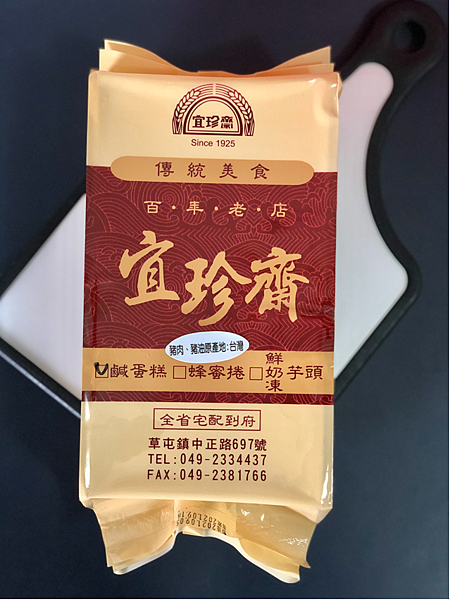 宜珍齋
Since 1925
傳統美食
百・年・老・店
宜珍齋
豬肉、豬油原產地:台灣
☑鹹蛋糕 □蜂蜜捲 □鮮奶凍芋頭
全省宅配到府
草屯鎮中正路697號
TEL:049-2334437
FAX:049-2381766